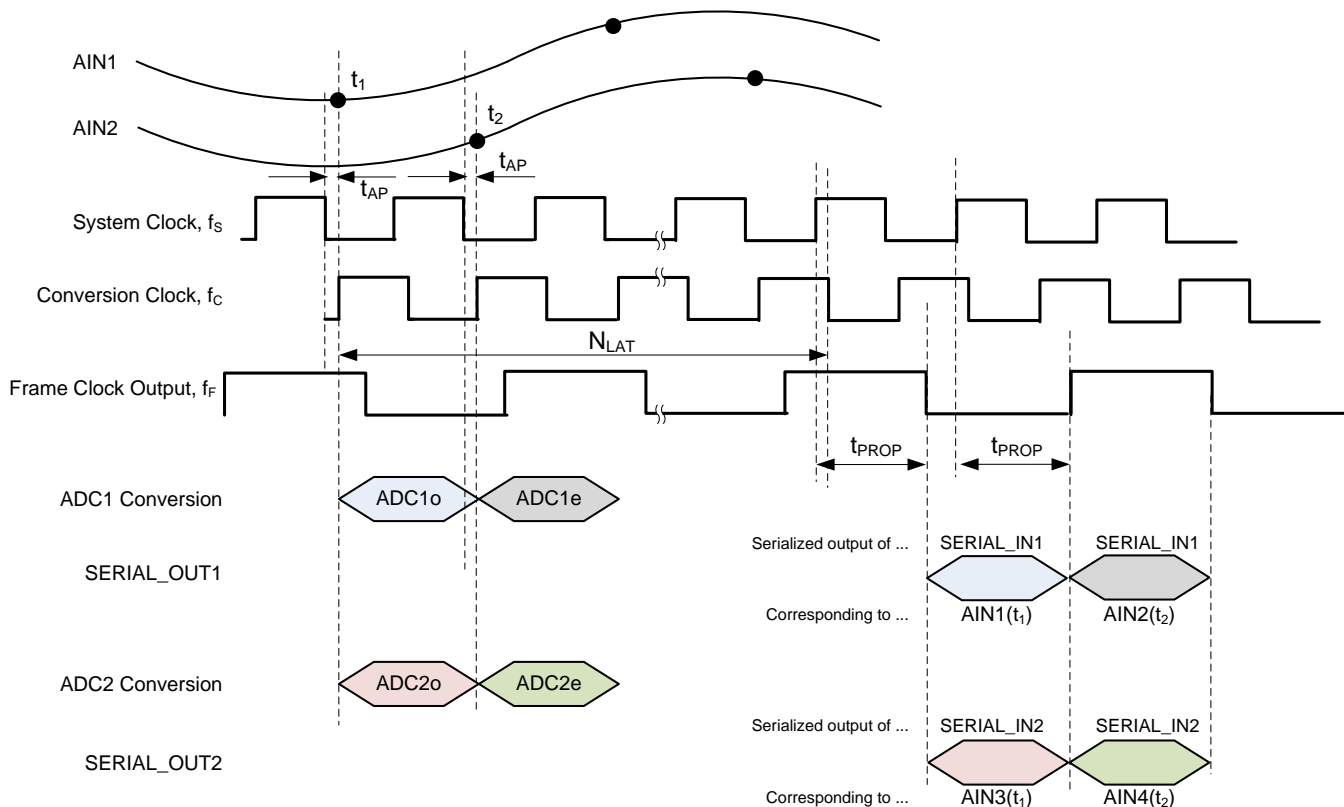 AIN1
t1
AIN2
t2
tAP
tAP
System Clock, fS
Conversion Clock, fC
NLAT
Frame Clock Output, fF
tPROP
tPROP
ADC1 Conversion
ADC1o
ADC1e
Serialized output of ...
SERIAL_IN1
SERIAL_IN1
SERIAL_OUT1
Corresponding to ...
AIN1(t1)
AIN2(t2)
ADC2 Conversion
ADC2o
ADC2e
Serialized output of ...
SERIAL_IN2
SERIAL_IN2
SERIAL_OUT2
Corresponding to ...
AIN3(t1)
AIN4(t2)